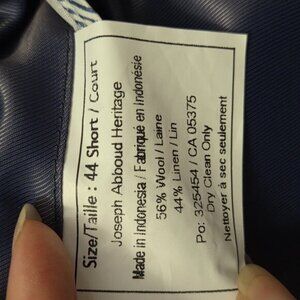 Size/Taille : 44 Short / Court
Joseph Abboud Heritage
Made in Indonesia / Fabriqué en Indonésie
56% Wool / Laine
44% Linen / Lin
Po: 325454 / CA 05375
Dry Clean Only
Nettoyer à sec seulement